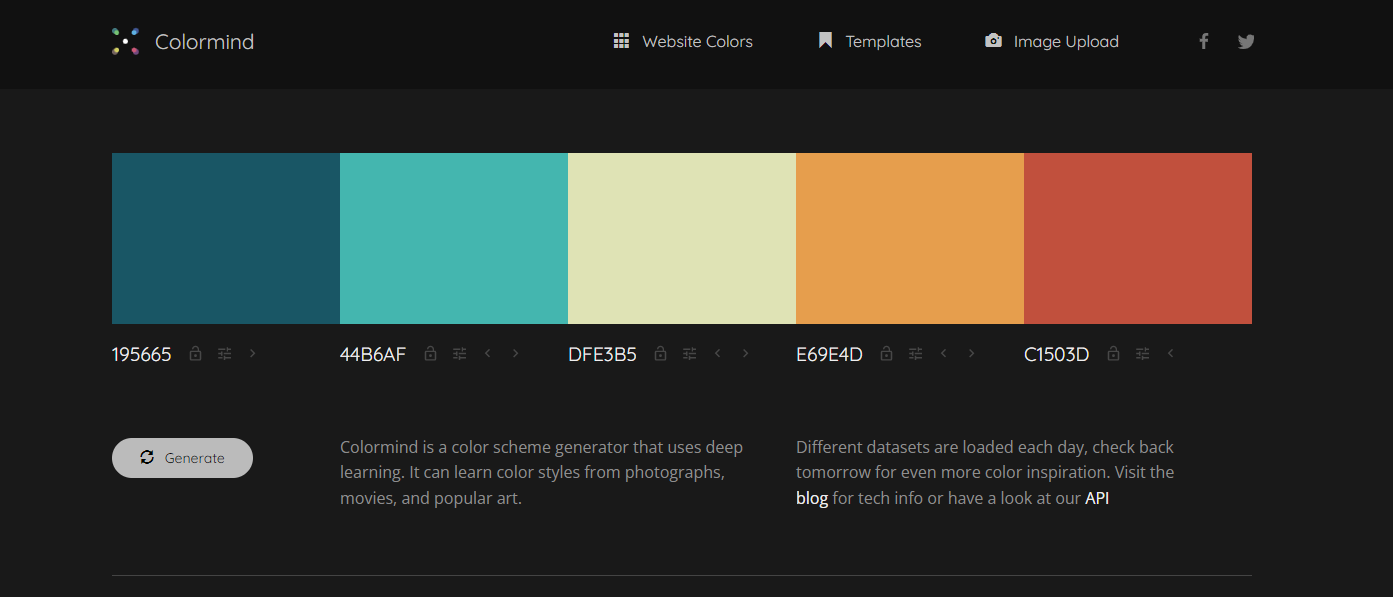 Colormind
Website Colors
Templates
Image Upload
195665
44B6AF
DFE3B5
E69E4D
C1503D
Generate
Colormind is a color scheme generator that uses deep
learning. It can learn color styles from photographs,
movies, and popular art.
Different datasets are loaded each day, check back
tomorrow for even more color inspiration. Visit the
blog for tech info or have a look at our API